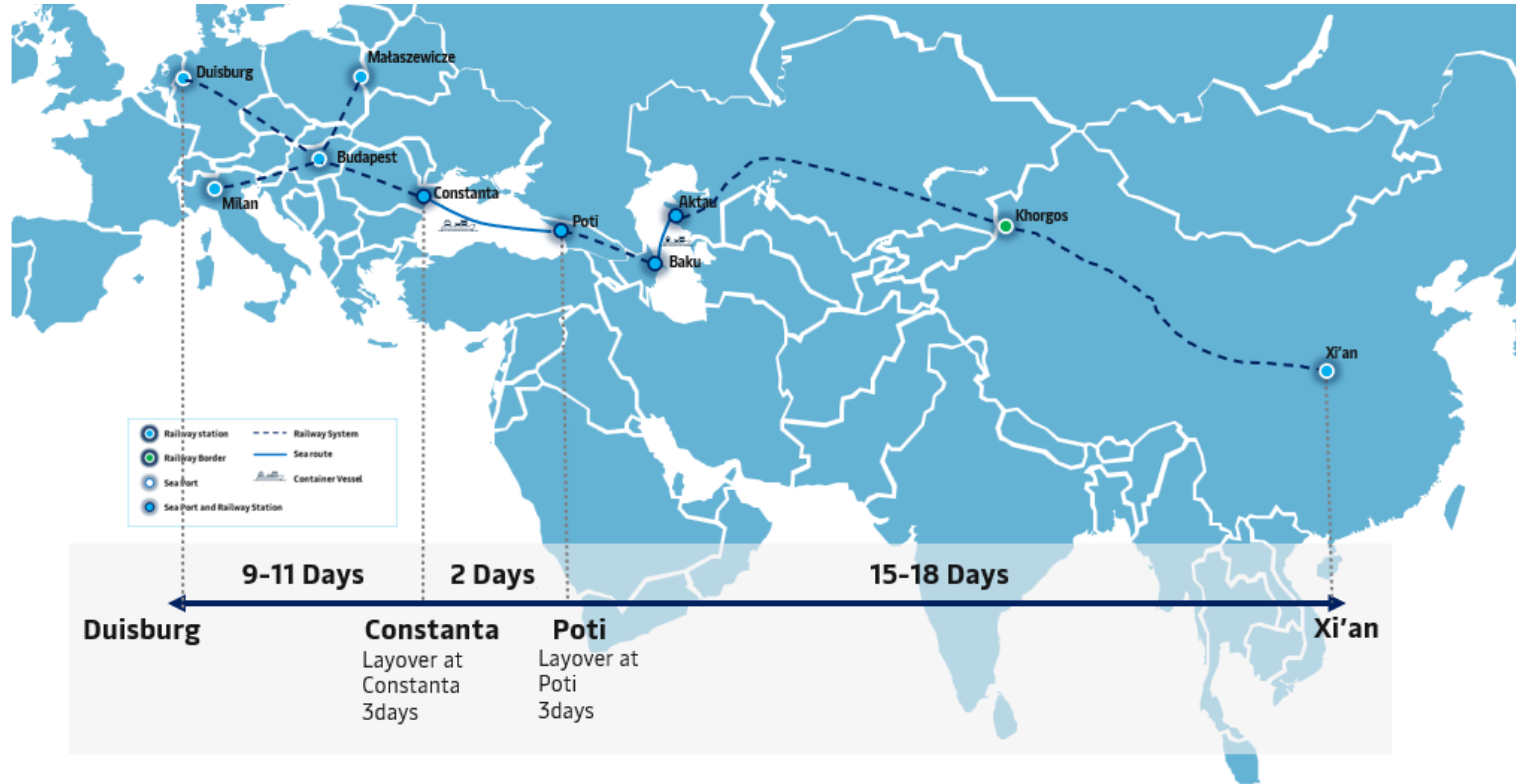 Duisburg
Małaszewicze
Budapest
Milan
Constanta
Poti
Aktau
Baku
Khorgos
Xi'an
Railway station
Railway System
Railway Border
Sea route
Sea Port
Container Vessel
Sea Port and Railway Station
9-11 Days
2 Days
15-18 Days
Duisburg
Constanta
Layover at
Constanta
3days
Poti
Layover at
Poti
3days
Xi'an